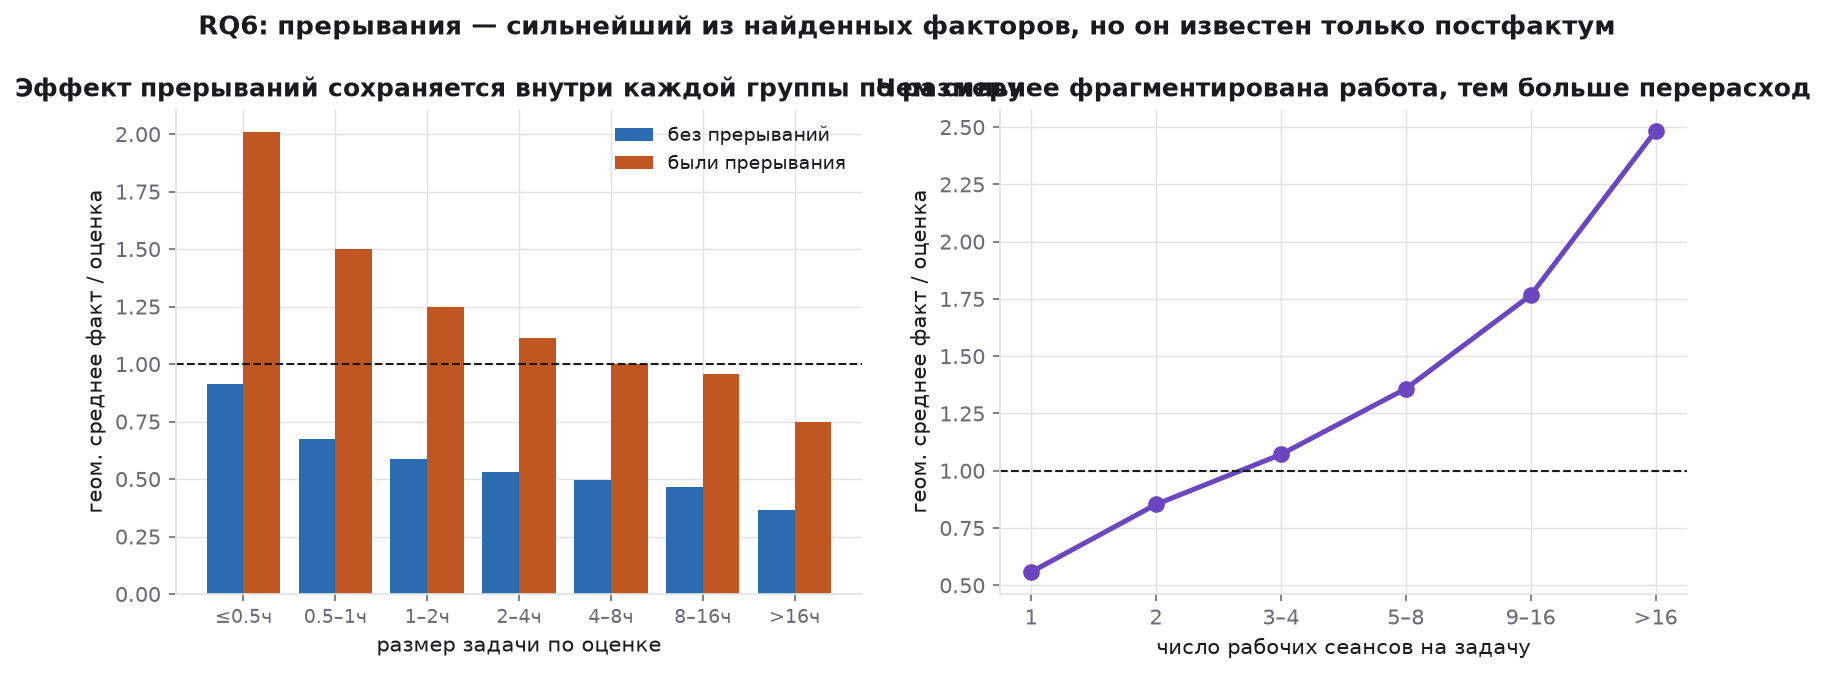 RQ6: прерывания — сильнейший из найденных факторов, но он известен только постфактум
Эффект прерываний сохраняется внутри каждой группы по размеру
Чем сильнее фрагментирована работа, тем больше перерасход
геом. среднее факт / оценка
2.00
1.75
1.50
1.25
1.00
0.75
0.50
0.25
0.00
без прерываний
были прерывания
≤0.5ч
0.5–1ч
1–2ч
2–4ч
4–8ч
8–16ч
>16ч
размер задачи по оценке
геом. среднее факт / оценка
2.50
2.25
2.00
1.75
1.50
1.25
1.00
0.75
0.50
1
2
3–4
5–8
9–16
>16
число рабочих сеансов на задачу